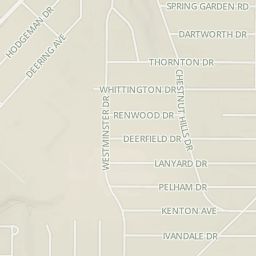 SPRING GARDEN RD
HODGEMAN DR
DARTWORTH DR
DEERING AVE
THORNTON DR
WHITTINGTON DR
CHESTNUT HILLS DR
RENWOOD DR
WESTMINSTER DR
DEERFIELD DR
LANYARD DR
PELHAM DR
KENTON AVE
IVANDALE DR